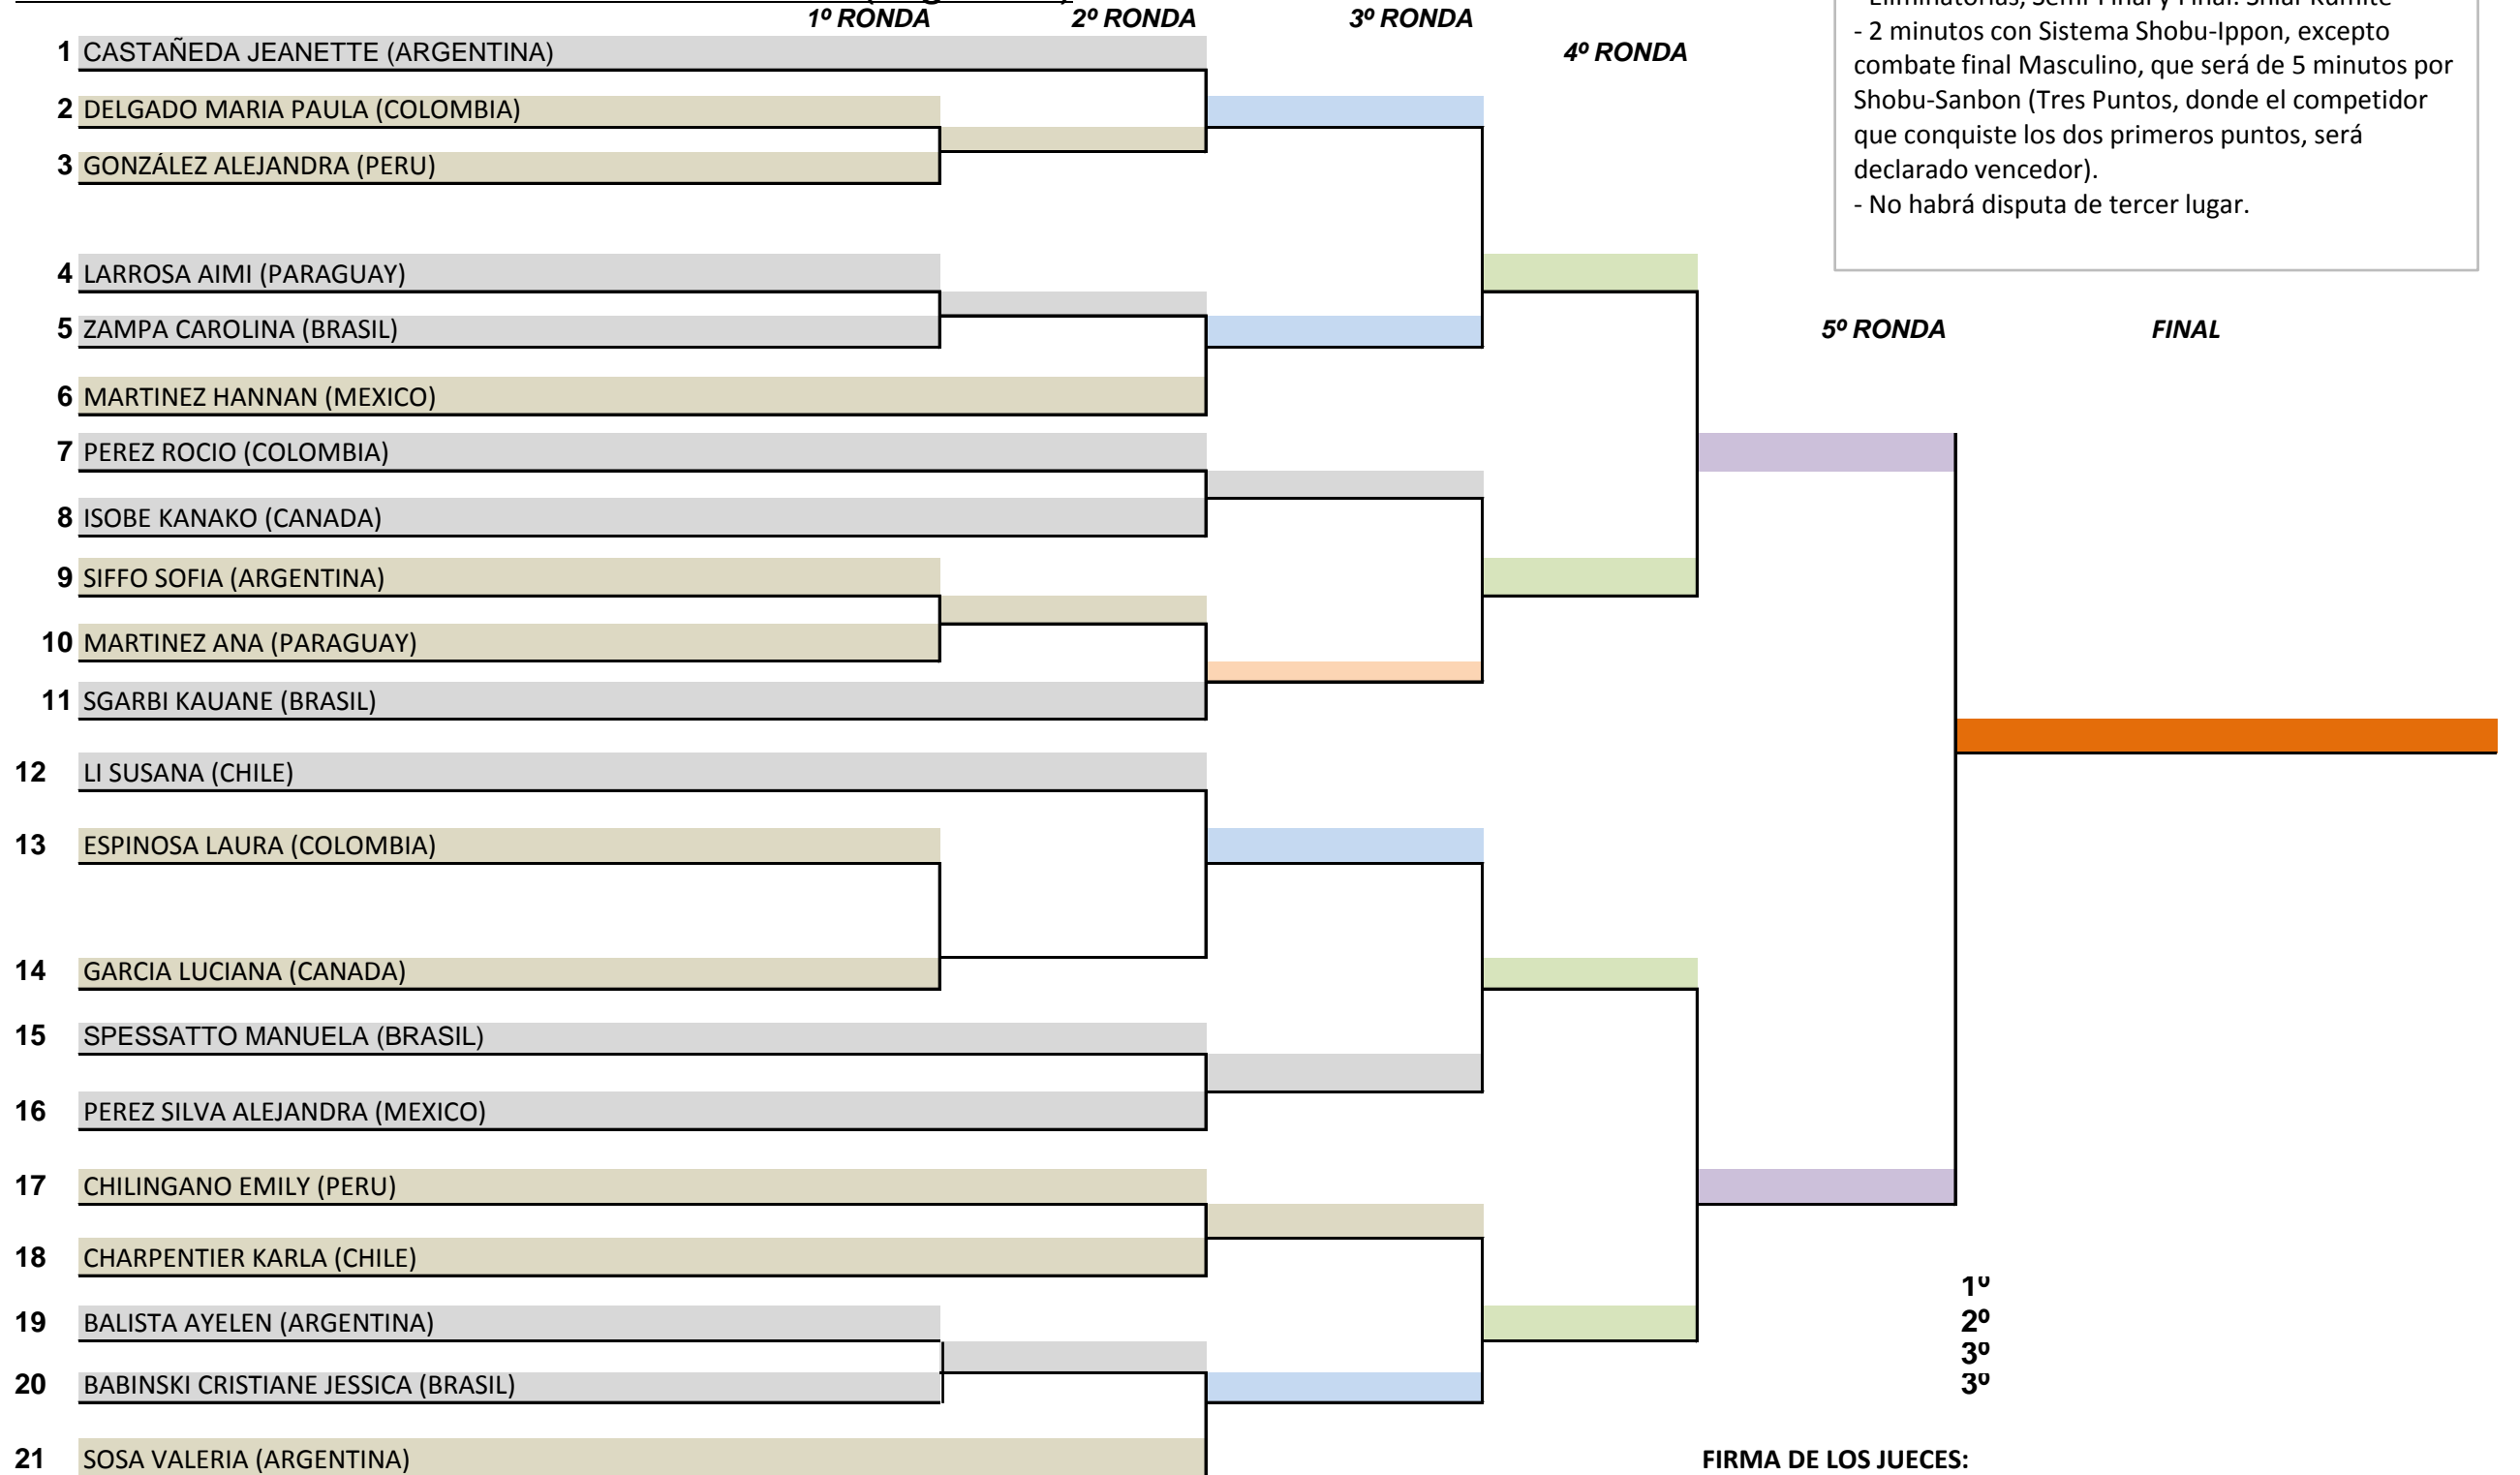 1º RONDA 2º RONDA 3º RONDA
- 2 minutos con Sistema Shobu-Ippon, excepto
combate final Masculino, que será de 5 minutos por
Shobu-Sanbon (Tres Puntos, donde el competidor
que conquiste los dos primeros puntos, será
declarado vencedor).
- No habrá disputa de tercer lugar.
4º RONDA
1 CASTAÑEDA JEANETTE (ARGENTINA)
2 DELGADO MARIA PAULA (COLOMBIA)
3 GONZÁLEZ ALEJANDRA (PERU)
4 LARROSA AIMI (PARAGUAY)
5 ZAMPA CAROLINA (BRASIL)
5º RONDA FINAL
6 MARTINEZ HANNAN (MEXICO)
7 PEREZ ROCIO (COLOMBIA)
8 ISOBE KANAKO (CANADA)
9 SIFFO SOFIA (ARGENTINA)
10 MARTINEZ ANA (PARAGUAY)
11 SGARBI KAUANE (BRASIL)
12 LI SUSANA (CHILE)
13 ESPINOSA LAURA (COLOMBIA)
14 GARCIA LUCIANA (CANADA)
15 SPESSATTO MANUELA (BRASIL)
16 PEREZ SILVA ALEJANDRA (MEXICO)
17 CHILINGANO EMILY (PERU)
18 CHARPENTIER KARLA (CHILE)
1º
19 BALISTA AYELEN (ARGENTINA)
2º
3º
20 BABINSKI CRISTIANE JESSICA (BRASIL)
3º
21 SOSA VALERIA (ARGENTINA)
FIRMA DE LOS JUECES: